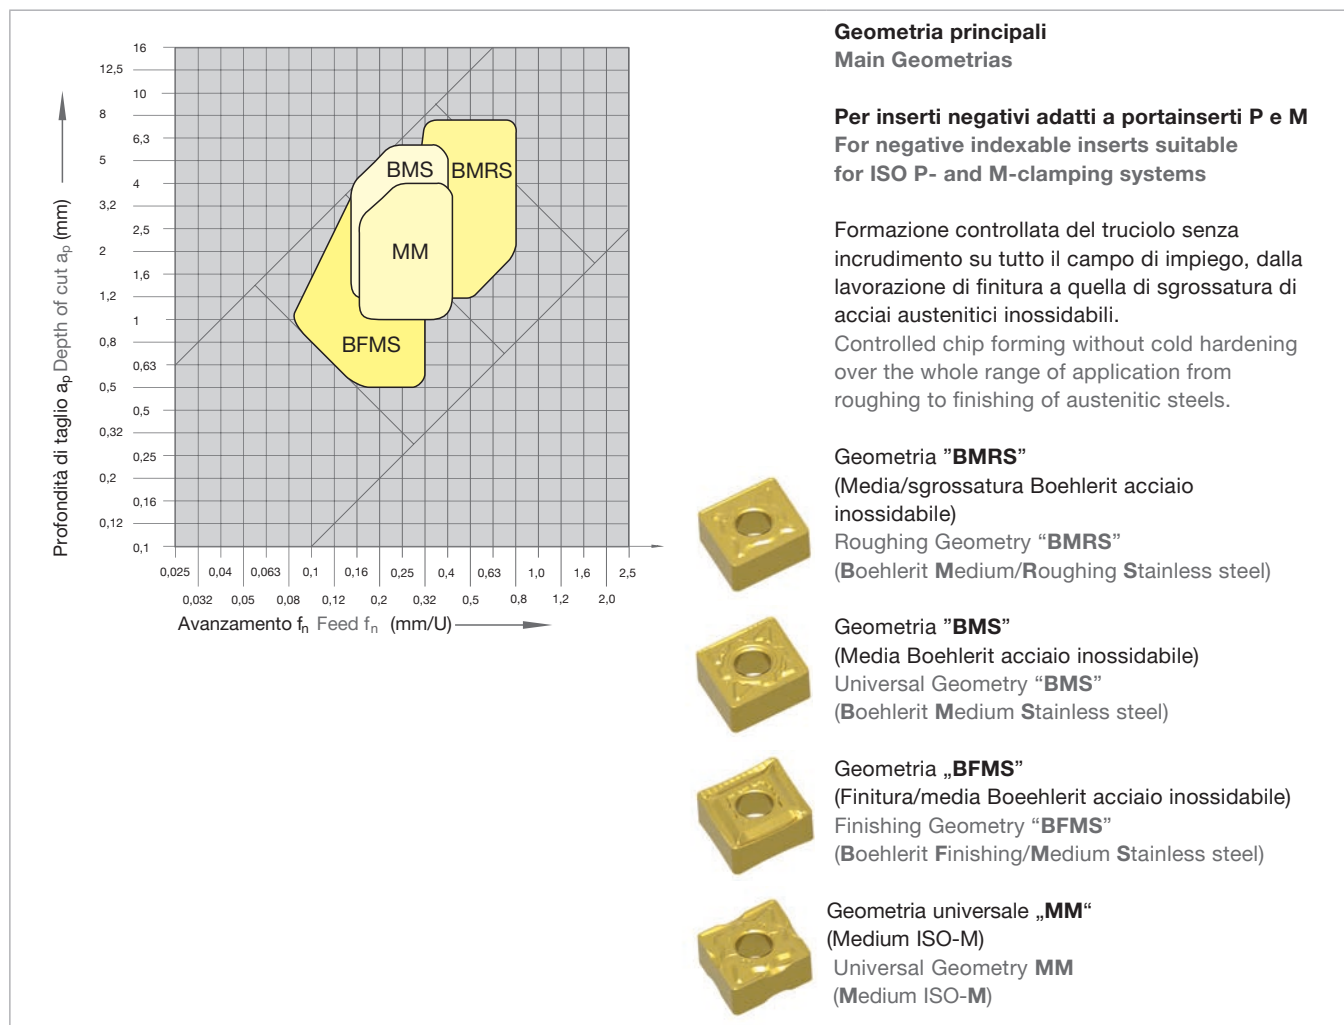 16
12,5
10
8
6,3
5
4
3,2
2,5
2
1,6
1,2
1
0,8
0,63
0,5
0,5
0,32
0,25
0,2
0,16
0,12
0,1
Profondità di taglio ap Depth of cut ap (mm)
BMS
BMRS
MM
BFMS
0,025 0,04 0,063 0,1 0,16 0,25 0,4 0,63 1,0 1,6 2,5
0,032 0,05 0,08 0,12 0,2 0,32 0,5 0,8 1,2 2,0
Avanzamento fn Feed fn (mm/U)
Geometria principali
Main Geometrias
Per inserti negativi adatti a portainserti P e M
For negative indexable inserts suitable
for ISO P- and M-clamping systems
Formazione controllata del truciolo senza
incrudimento su tutto il campo di impiego, dalla
lavorazione di finitura a quella di sgrossatura di
acciai austenitici inossidabili.
Controlled chip forming without cold hardening
over the whole range of application from
roughing to finishing of austenitic steels.
Geometria ”BMRS”
(Media/sgrossatura Boehlerit acciaio
inossidabile)
Roughing Geometry “BMRS”
(Boehlerit Medium/Roughing Stainless steel)
Geometria ”BMS”
(Media Boehlerit acciaio inossidabile)
Universal Geometry “BMS”
(Boehlerit Medium Stainless steel)
Geometria „BFMS”
(Finitura/media Boeehlerit acciaio inossidabile)
Finishing Geometry “BFMS”
(Boehlerit Finishing/Medium Stainless steel)
Geometria universale „MM“
(Medium ISO-M)
Universal Geometry MM
(Medium ISO-M)